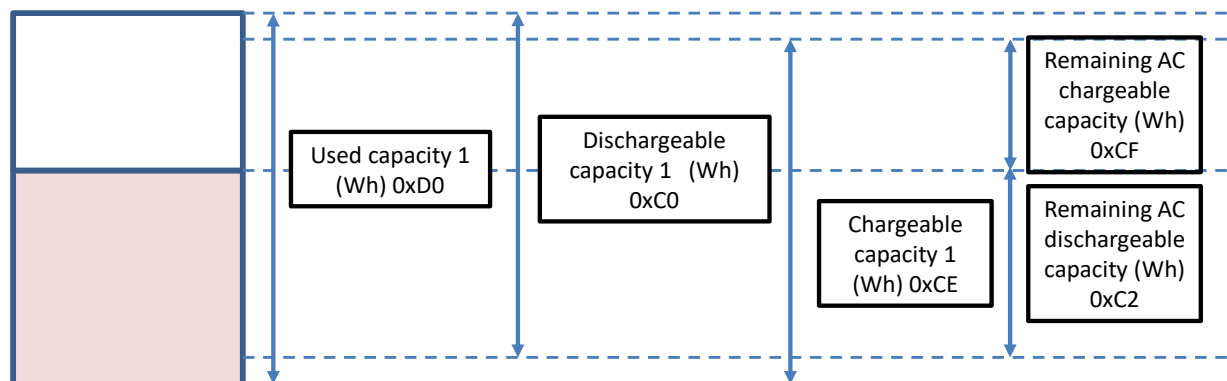 Used capacity 1
(Wh) 0xD0
Dischargeable
capacity 1 (Wh)
0xC0
Chargeable
capacity 1
(Wh) 0xCE
Remaining AC
chargeable
capacity (Wh)
0xCF
Remaining AC
dischargeable
capacity (Wh)
0xC2